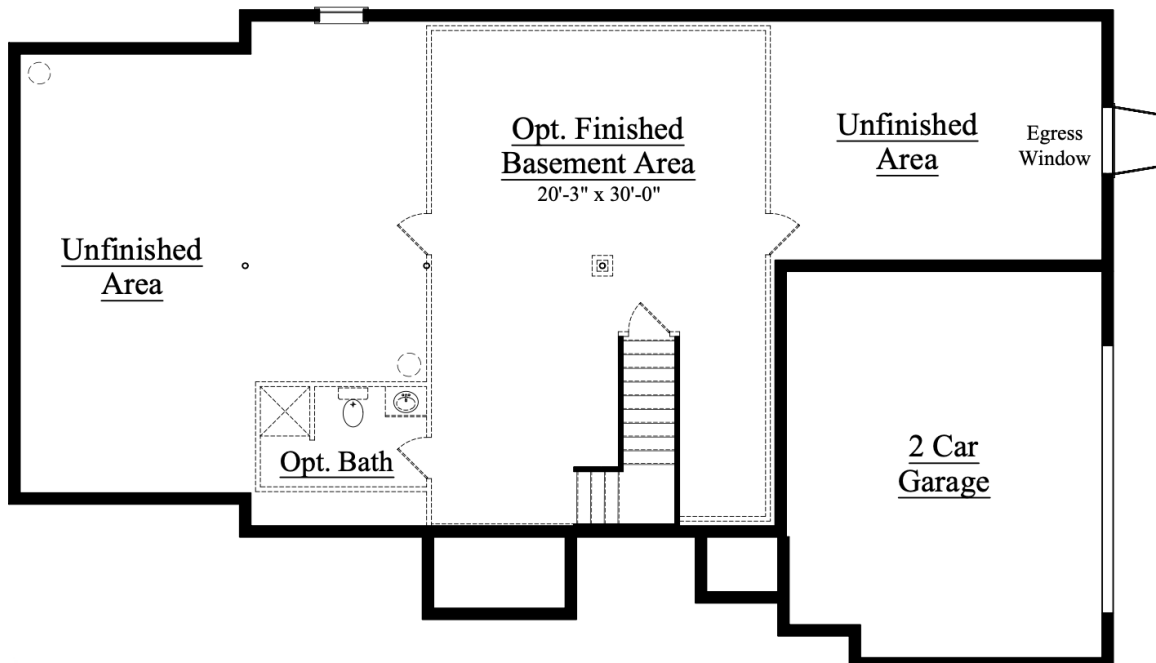 Opt. Finished
Basement Area
20'-3" x 30'-0"
Unfinished
Area
Egress
Window
Unfinished
Area
Opt. Bath
2 Car
Garage